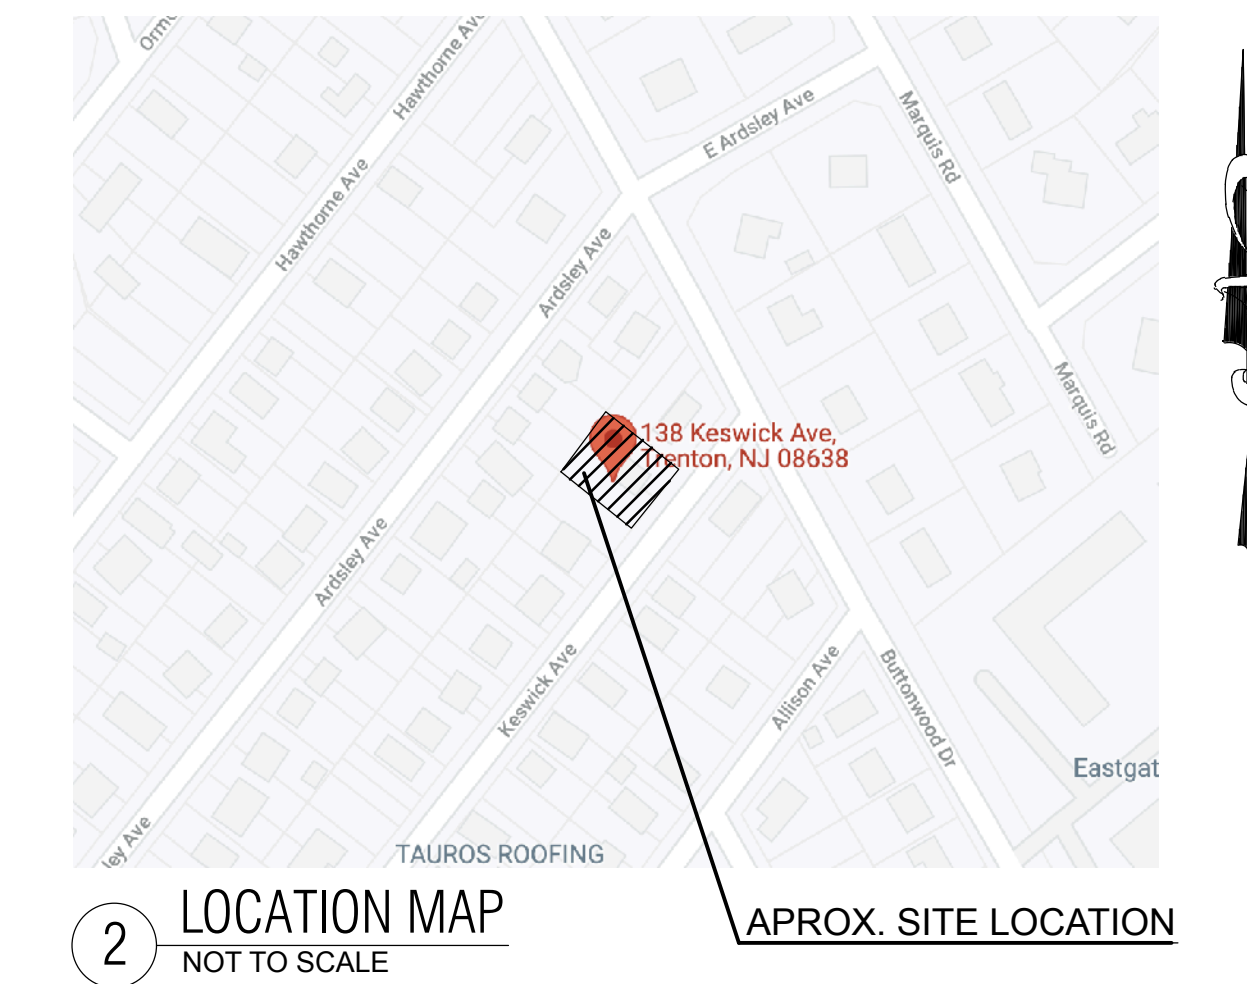 Hawthorne Ave
E Ardsley Ave
Marquis Rd
Hawthorne Ave
Ardsley Ave
138 Keswick Ave,
Trenton, NJ 08638
Marquis Rd
Ardsley Ave
Keswick Ave
Allison Ave
Buttonwood Dr
Eastgat
ley Ave
TAUROS ROOFING
2
LOCATION MAP
NOT TO SCALE
APROX. SITE LOCATION